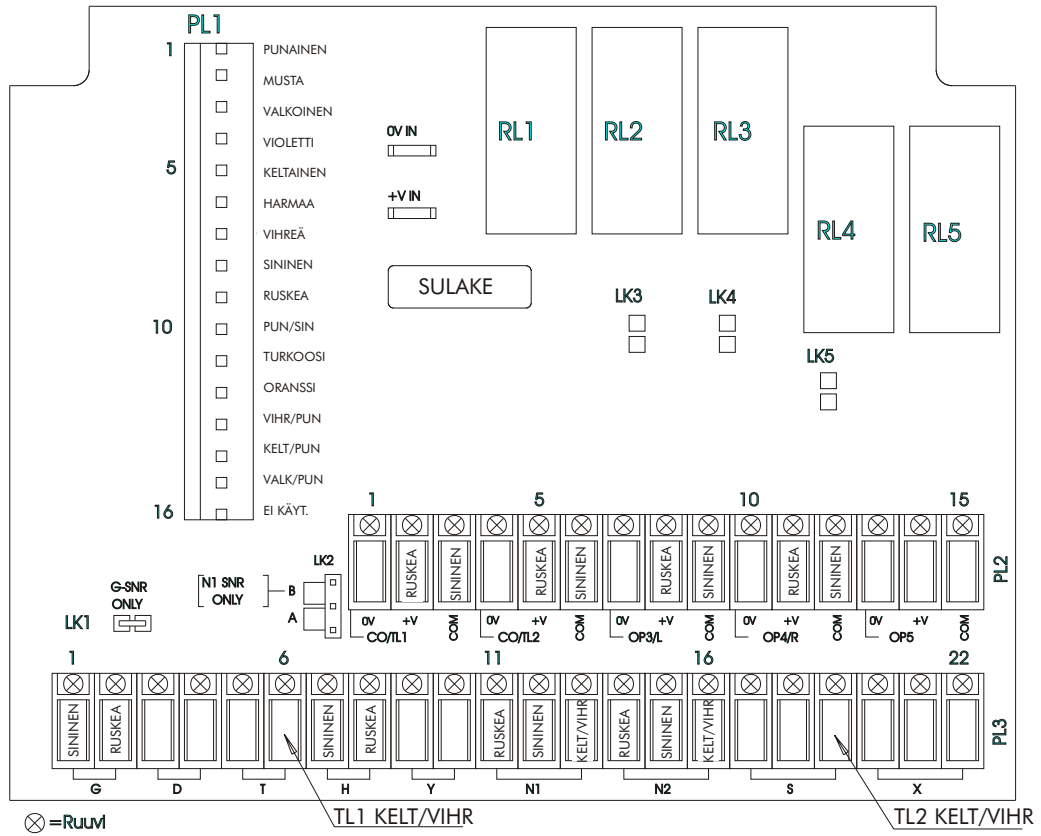 PL1
1 PUNAINEN
MUSTA
VALKOINEN
VIOLETTI
5 KELTAINEN
HARMAA
VIHREÄ
SININEN
RUSKEA
10 PUN/SIN
TURKOOSI
ORANSSI
VIHR/PUN
KELT/PUN
VALK/PUN
16 EI KÄYT.
0V IN
+V IN
SULAKE
RL1 RL2 RL3
RL4 RL5
LK3 LK4
LK5
1 5 10 15
RUSKEA SININEN RUSKEA SININEN RUSKEA SININEN RUSKEA SININEN
PL2
0V +V COM 0V +V COM 0V +V COM 0V +V COM 0V +V COM
CO/TL1 CO/TL2 OP3/L OP4/R OP5
LK2
B
A
N1 SNR
ONLY
G-SNR
ONLY
LK1
1 6 11 16 22
SININEN RUSKEA SININEN RUSKEA RUSKEA SININEN KELT/VIHR RUSKEA SININEN KELT/VIHR
PL3
G D T H Y N1 N2 S X
TL1 KELT/VIHR TL2 KELT/VIHR
=Ruuvi